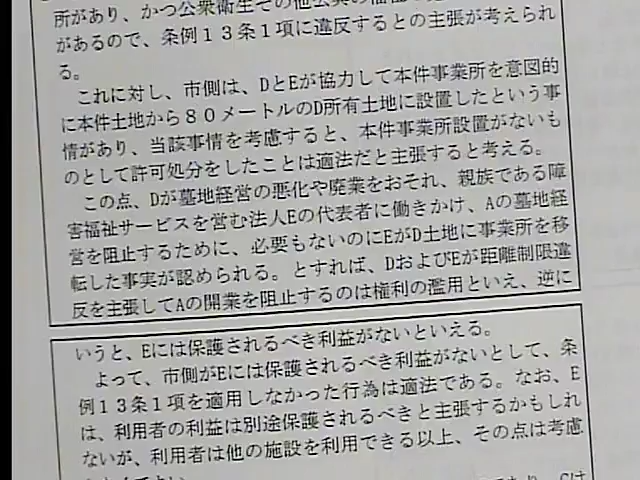 所があり、かつ公衆衛生その他公共の福祉の
があるので、条例13条1項に違反するとの主張が考えられ
る。
これに対し、市側は、DとEが協力して本件事業所を意図的
に本件土地から80メートルのD所有土地に設置したという事
情があり、当該事情を考慮すると、本件事業所設置がないも
のとして許可処分をしたことは適法だと主張すると考える。
この点、Dが墓地経営の悪化や廃業をおそれ、親族である障
害福祉サービスを営む法人Eの代表者に働きかけ、Aの墓地経
営を阻止するために、必要もないのにEがD土地に事業所を移
転した事実が認められる。とすれば、DおよびEが距離制限違
反を主張してAの開業を阻止するのは権利の濫用といえ、逆に
いうと、Eには保護されるべき利益がないといえる。
よって、市側がEには保護されるべき利益がないとして、条
例13条1項を適用しなかった行為は適法である。なお、E
は、利用者の利益は別途保護されるべきと主張するかもしれ
ないが、利用者は他の施設を利用できる以上、その点は考慮